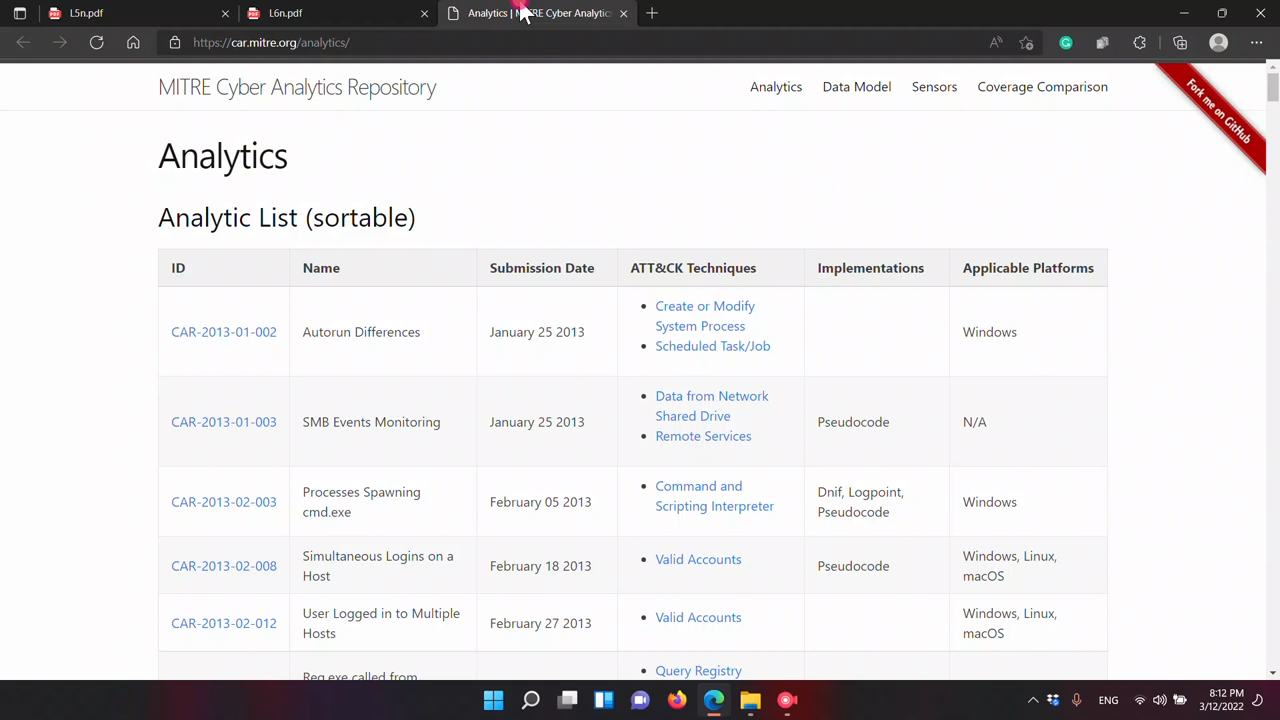 L5n.pdf
L6n.pdf
Analytics | MITRE Cyber Analytic
https://car.mitre.org/analytics/
MITRE Cyber Analytics Repository
Analytics
Data Model
Sensors
Coverage Comparison
Fork me on GitHub
Analytics
Analytic List (sortable)
ID
Name
Submission Date
ATT&CK Techniques
Implementations
Applicable Platforms
CAR-2013-01-002
Autorun Differences
January 25 2013
Create or Modify
System Process
Scheduled Task/Job
Windows
CAR-2013-01-003
SMB Events Monitoring
January 25 2013
Data from Network
Shared Drive
Remote Services
Pseudocode
N/A
CAR-2013-02-003
Processes Spawning
cmd.exe
February 05 2013
Command and
Scripting Interpreter
Dnif, Logpoint,
Pseudocode
Windows
CAR-2013-02-008
Simultaneous Logins on a
Host
February 18 2013
Valid Accounts
Pseudocode
Windows, Linux,
macOS
CAR-2013-02-012
User Logged in to Multiple
Hosts
February 27 2013
Valid Accounts
Windows, Linux,
macOS
Reg.exe called from
Query Registry
ENG
8:12 PM
3/12/2022